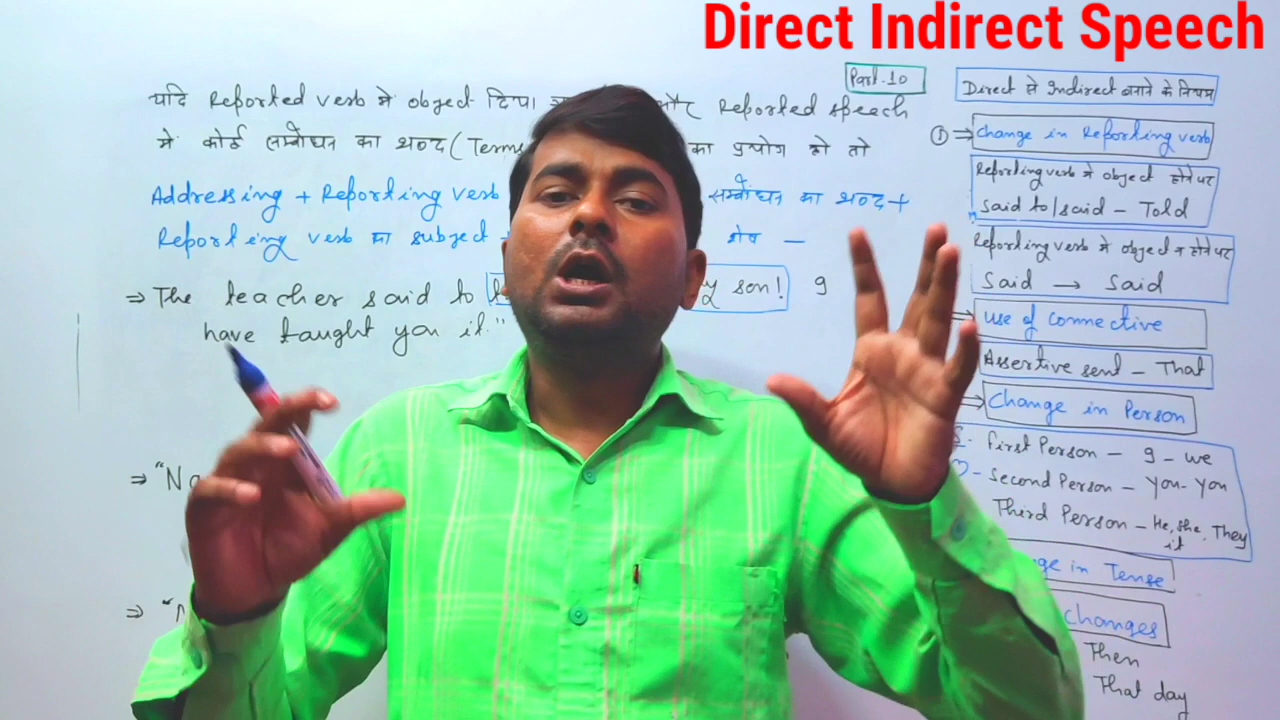 Direct Indirect Speech
Part-10
यदि Reported verb मे object दिया और Reported speech
मे कोई सम्बोधन का शब्द (Terms का प्रयोग हो तो
Addressing + Reporting verb सम्बोधन का शब्द +
Reporting verb का subject शेष —
⇒ The teacher said to y son! I
have taught you it."
⇒ "Na
⇒ "
Direct से Indirect बनाने के नियम
① ⇒ Change in Reporting verb
Reporting verb मे object होने पर
Said to/said - Told
Reporting verb मे object न होने पर
Said → Said
use of connective
Assertive sent - That
⇒ Change in Person
S - First Person - I - we
O - Second Person - You - You
Third Person - He, She, They
it
ge in Tense
Changes
Then
That day